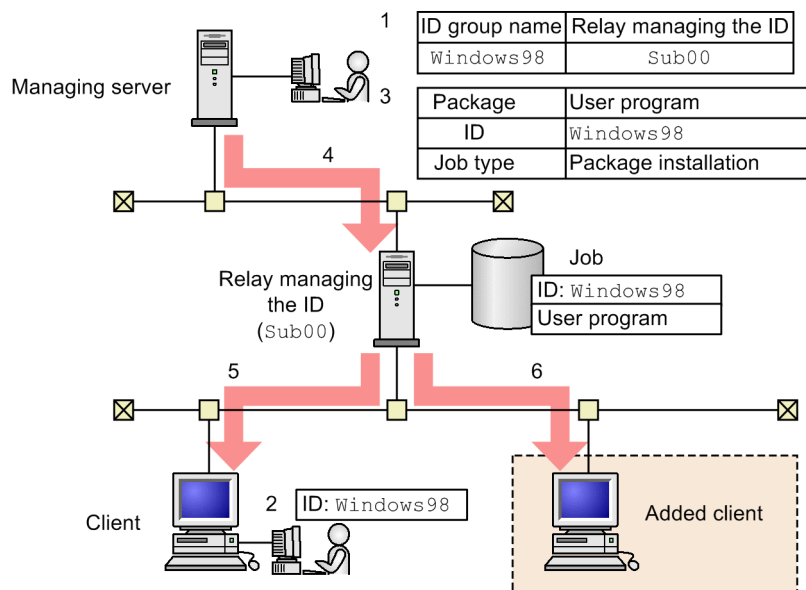 1
ID group name Relay managing the ID
Windows98 Sub00
Managing server
3
Package User program
ID Windows98
Job type Package installation
4
Relay managing
the ID
(Sub00)
Job
ID: Windows98
User program
5
6
Client
2
ID: Windows98
Added client